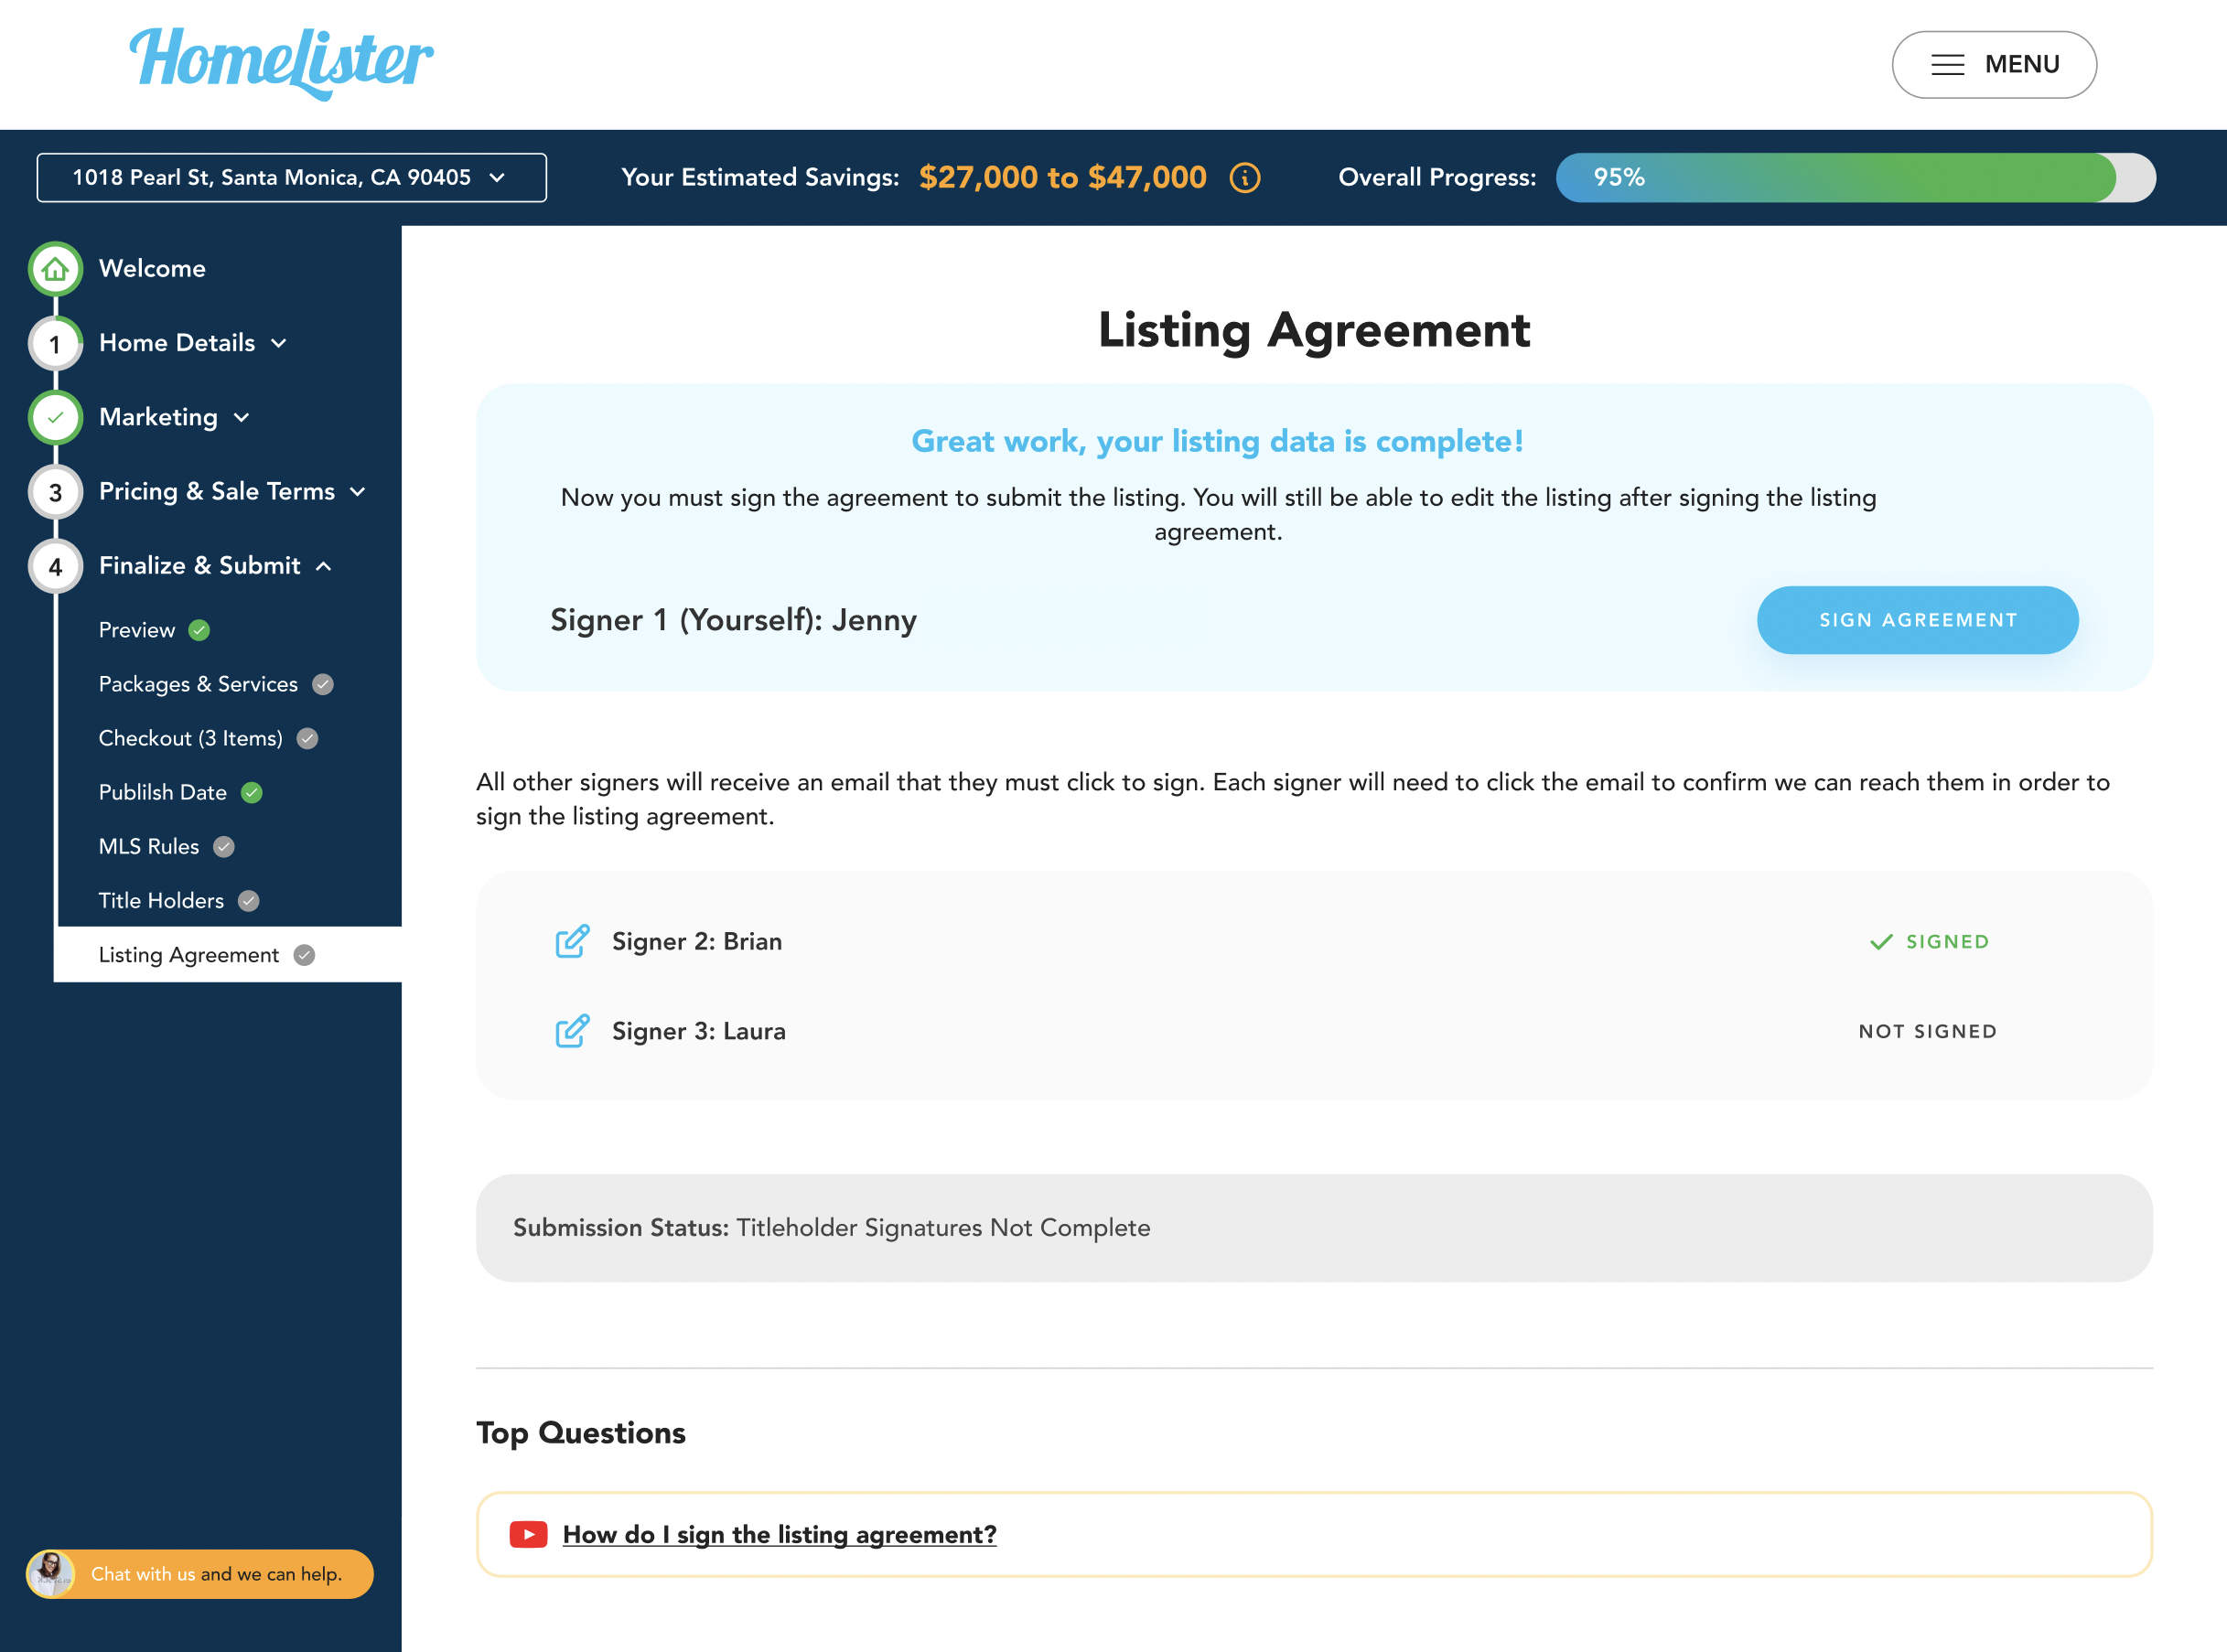 HomeLister
MENU
1018 Pearl St, Santa Monica, CA 90405
Your Estimated Savings: $27,000 to $47,000
Overall Progress: 95%
Welcome
1 Home Details
Marketing
3 Pricing & Sale Terms
4 Finalize & Submit
Preview
Packages & Services
Checkout (3 Items)
Publilsh Date
MLS Rules
Title Holders
Listing Agreement
Chat with us and we can help.
Listing Agreement
Great work, your listing data is complete!
Now you must sign the agreement to submit the listing. You will still be able to edit the listing after signing the listing
agreement.
Signer 1 (Yourself): Jenny
SIGN AGREEMENT
All other signers will receive an email that they must click to sign. Each signer will need to click the email to confirm we can reach them in order to
sign the listing agreement.
Signer 2: Brian
SIGNED
Signer 3: Laura
NOT SIGNED
Submission Status: Titleholder Signatures Not Complete
Top Questions
How do I sign the listing agreement?